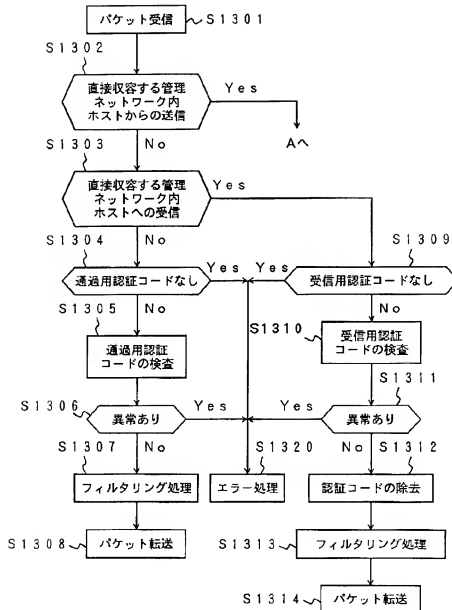 パケット受信
S1301
S1302
直接収容する管理
ネットワーク内
ホストからの送信
Yes
Aへ
No
S1303
直接収容する管理
ネットワーク内
ホストへの受信
Yes
No
S1304
通過用認証コードなし
Yes
Yes
受信用認証コードなし
S1309
No
S1305
通過用認証
コードの検査
No
S1310
受信用認証
コードの検査
S1306
異常あり
Yes
Yes
異常あり
S1311
No
S1307
フィルタリング処理
S1320
エラー処理
No
S1312
認証コードの除去
S1308
パケット転送
S1313
フィルタリング処理
S1314
パケット転送